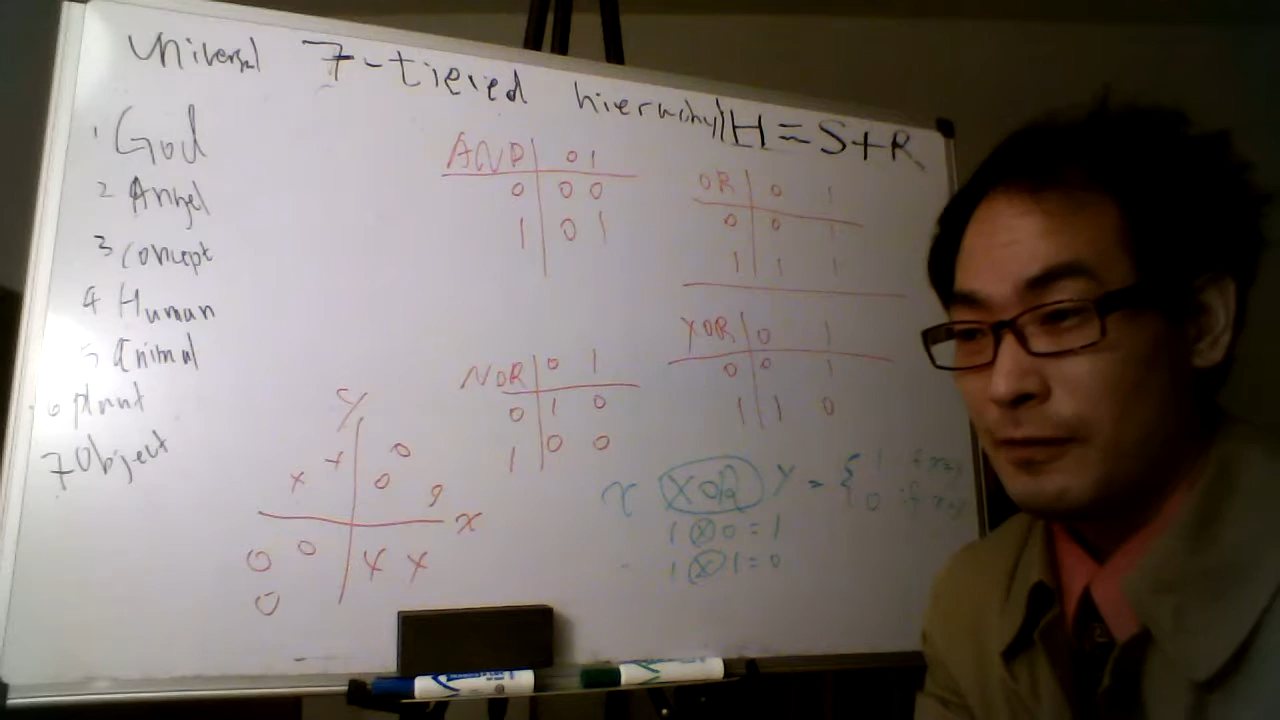 Universal 7-tiered hierarchy H=S+R
1 God
2 Angel
3 Concept
4 Human
5 Animal
6 plant
7 Object
AND 0 1
0 0 0
1 0 1
OR 0 1
0 0 1
1 1 1
NOR 0 1
0 1 0
1 0 0
XOR 0 1
0 0 1
1 1 0
y
x x o
o o
x
o o x x
o
x XOR y = { 1
0 if
1 ⊗ 0 = 1
1 ⊗ 1 = 0